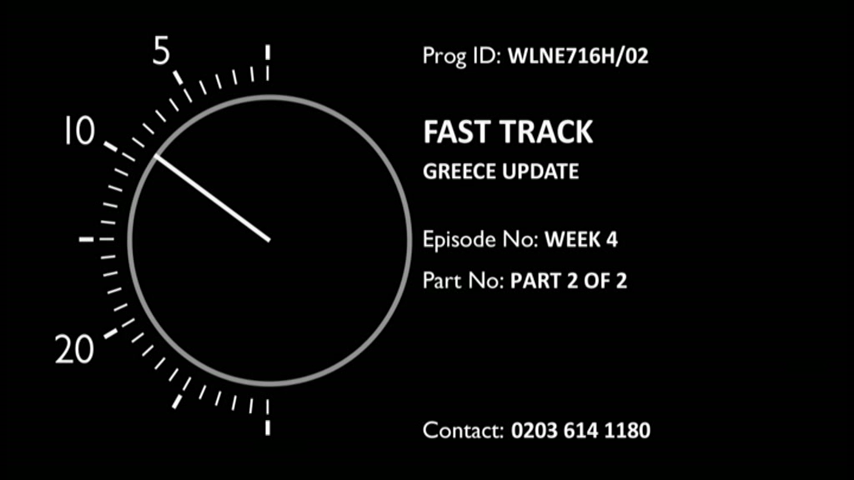 5
10
20
Prog ID: WLNE716H/02
FAST TRACK
GREECE UPDATE
Episode No: WEEK 4
Part No: PART 2 OF 2
Contact: 0203 614 1180